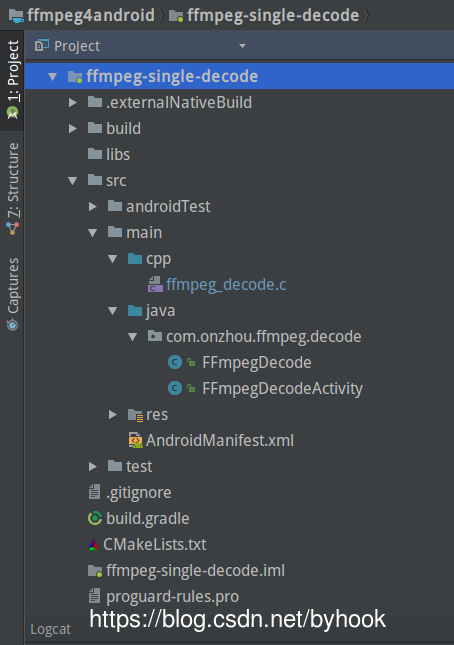 ffmpeg4android ffmpeg-single-decode
1: Project
Project
ffmpeg-single-decode
.externalNativeBuild
build
libs
src
androidTest
main
cpp
ffmpeg_decode.c
java
com.onzhou.ffmpeg.decode
FFmpegDecode
FFmpegDecodeActivity
res
AndroidManifest.xml
test
.gitignore
build.gradle
CMakeLists.txt
ffmpeg-single-decode.iml
proguard-rules.pro
7: Structure
Captures
https://blog.csdn.net/byhook
Logcat